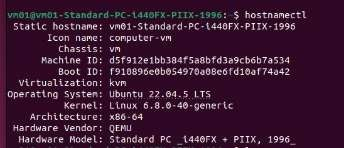 vm01@vm01-Standard-PC-i440FX-PIIX-1996:~$ hostnamectl
Static hostname: vm01-Standard-PC-i440FX-PIIX-1996
Icon name: computer-vm
Chassis: vm
Machine ID: d5f912e1bb384f5a8bfd3a9cb6b7a534
Boot ID: f910896e0b054970a08e6fd10af74a42
Virtualization: kvm
Operating System: Ubuntu 22.04.5 LTS
Kernel: Linux 6.8.0-40-generic
Architecture: x86-64
Hardware Vendor: QEMU
Hardware Model: Standard PC _i440FX + PIIX, 1996_